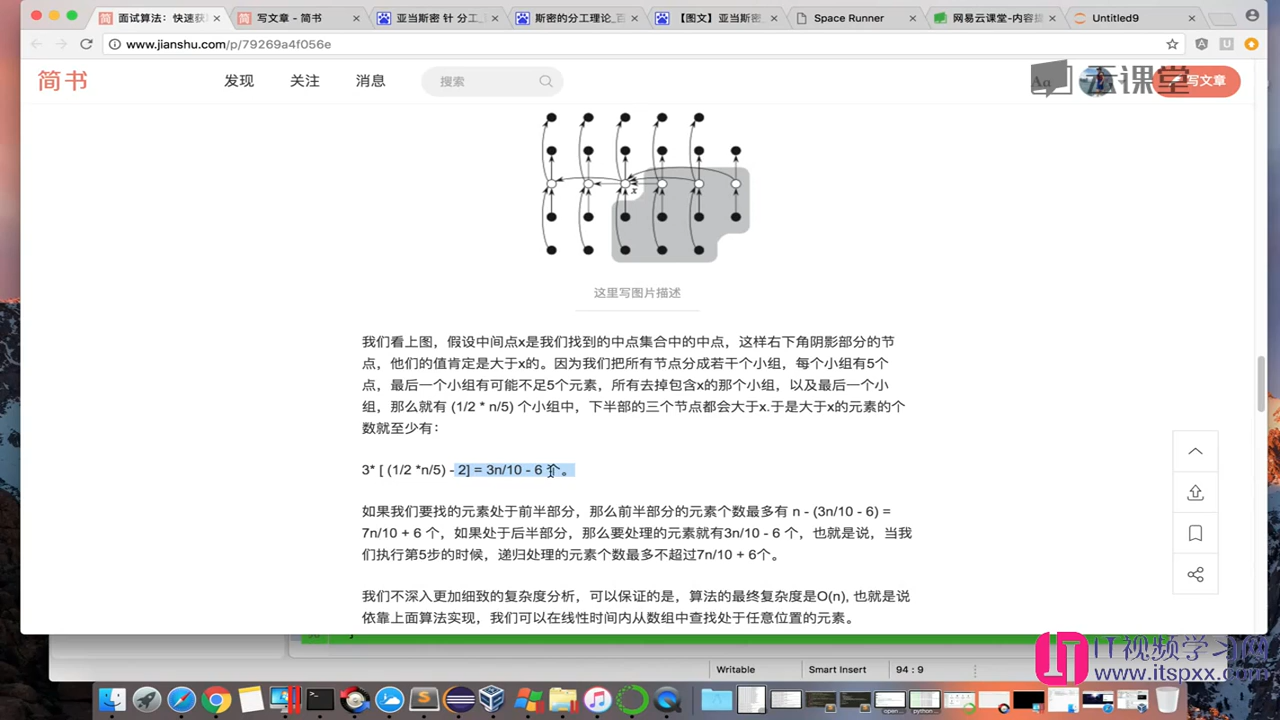 面试算法：快速获
写文章 - 简书
亚当斯密 针 分工_
斯密的分工理论_百
【图文】亚当斯密
Space Runner
网易云课堂-内容摘
Untitled9
www.jianshu.com/p/79269a4f056e
简书
发现
关注
消息
搜索
Aa
云课堂
写文章
x
这里写图片描述
我们看上图，假设中间点x是我们找到的中点集合中的中点，这样右下角阴影部分的节
点，他们的值肯定是大于x的。因为我们把所有节点分成若干个小组，每个小组有5个
点，最后一个小组有可能不足5个元素，所有去掉包含x的那个小组，以及最后一个小
组，那么就有 (1/2 * n/5) 个小组中，下半部的三个节点都会大于x.于是大于x的元素的个
数就至少有：
3* [ (1/2 *n/5) - 2] = 3n/10 - 6 个。
如果我们要找的元素处于前半部分，那么前半部分的元素个数最多有 n - (3n/10 - 6) =
7n/10 + 6 个，如果处于后半部分，那么要处理的元素就有3n/10 - 6 个，也就是说，当我
们执行第5步的时候，递归处理的元素个数最多不超过7n/10 + 6个。
我们不深入更加细致的复杂度分析，可以保证的是，算法的最终复杂度是O(n), 也就是说
依靠上面算法实现，我们可以在线性时间内从数组中查找处于任意位置的元素。
Writable
Smart Insert
94 : 9
IT视频学习网
www.itspxx.com